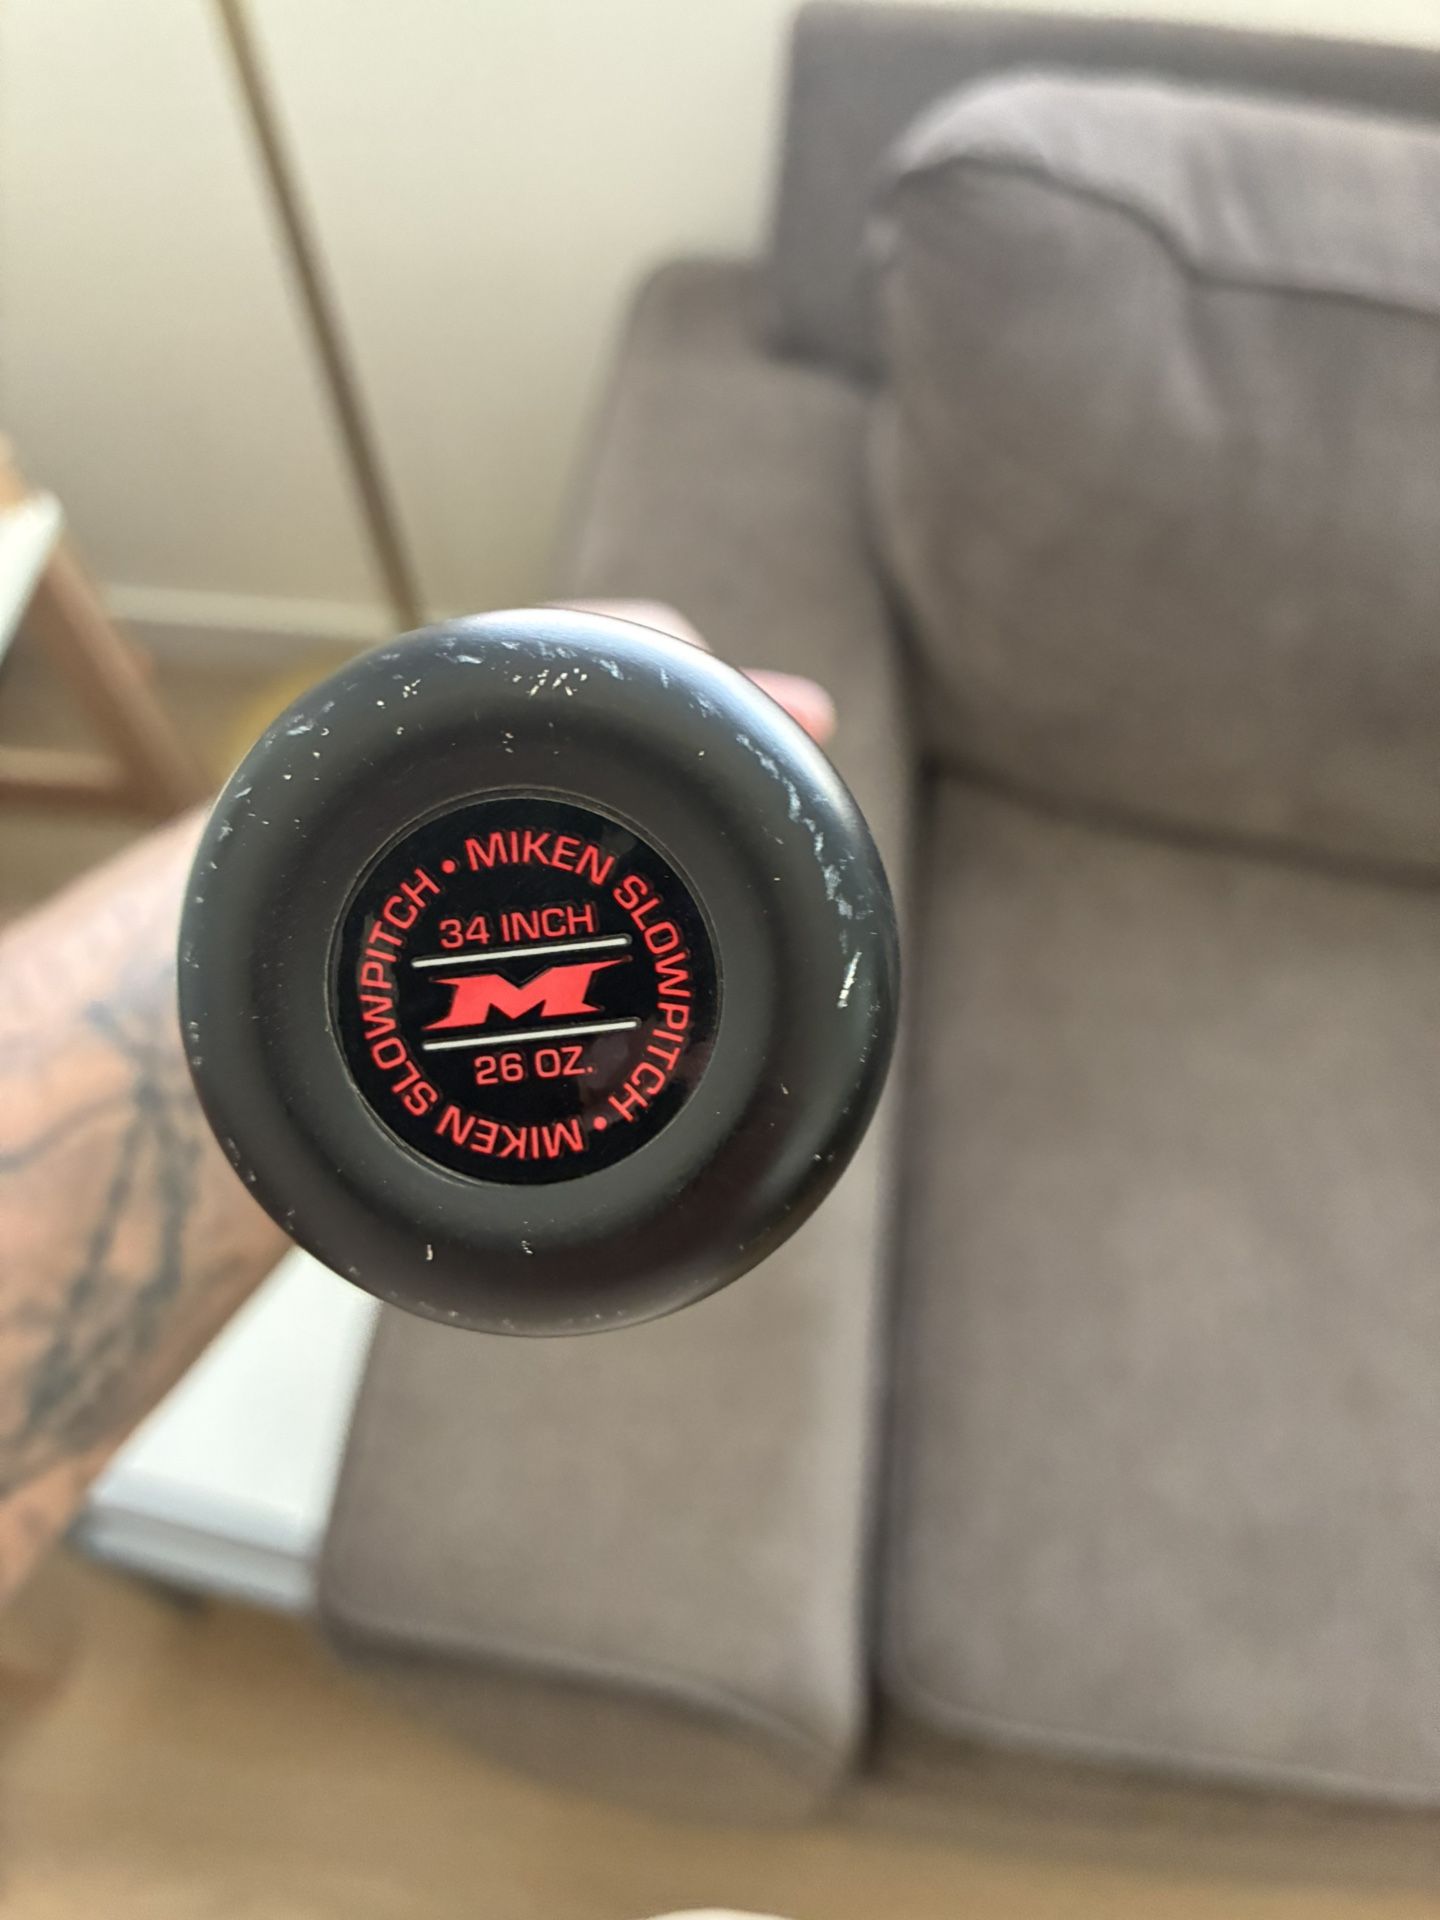 • MIKEN SLOWPITCH • MIKEN SLOWPITCH
34 INCH
M
26 OZ.